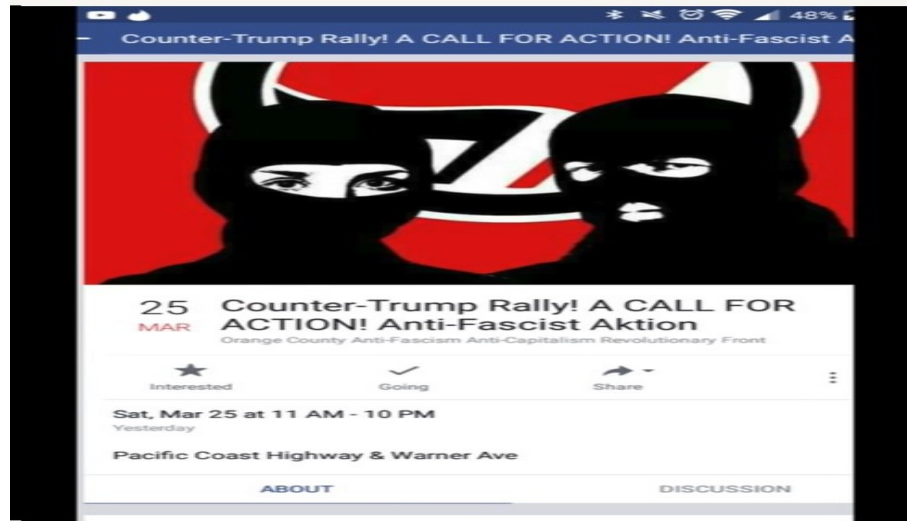 48%
Counter-Trump Rally! A CALL FOR ACTION! Anti-Fascist A
25
MAR
Counter-Trump Rally! A CALL FOR
ACTION! Anti-Fascist Aktion
Orange County Anti-Fascism Anti-Capitalism Revolutionary Front
Interested
Going
Share
Sat, Mar 25 at 11 AM - 10 PM
Yesterday
Pacific Coast Highway & Warner Ave
ABOUT
DISCUSSION